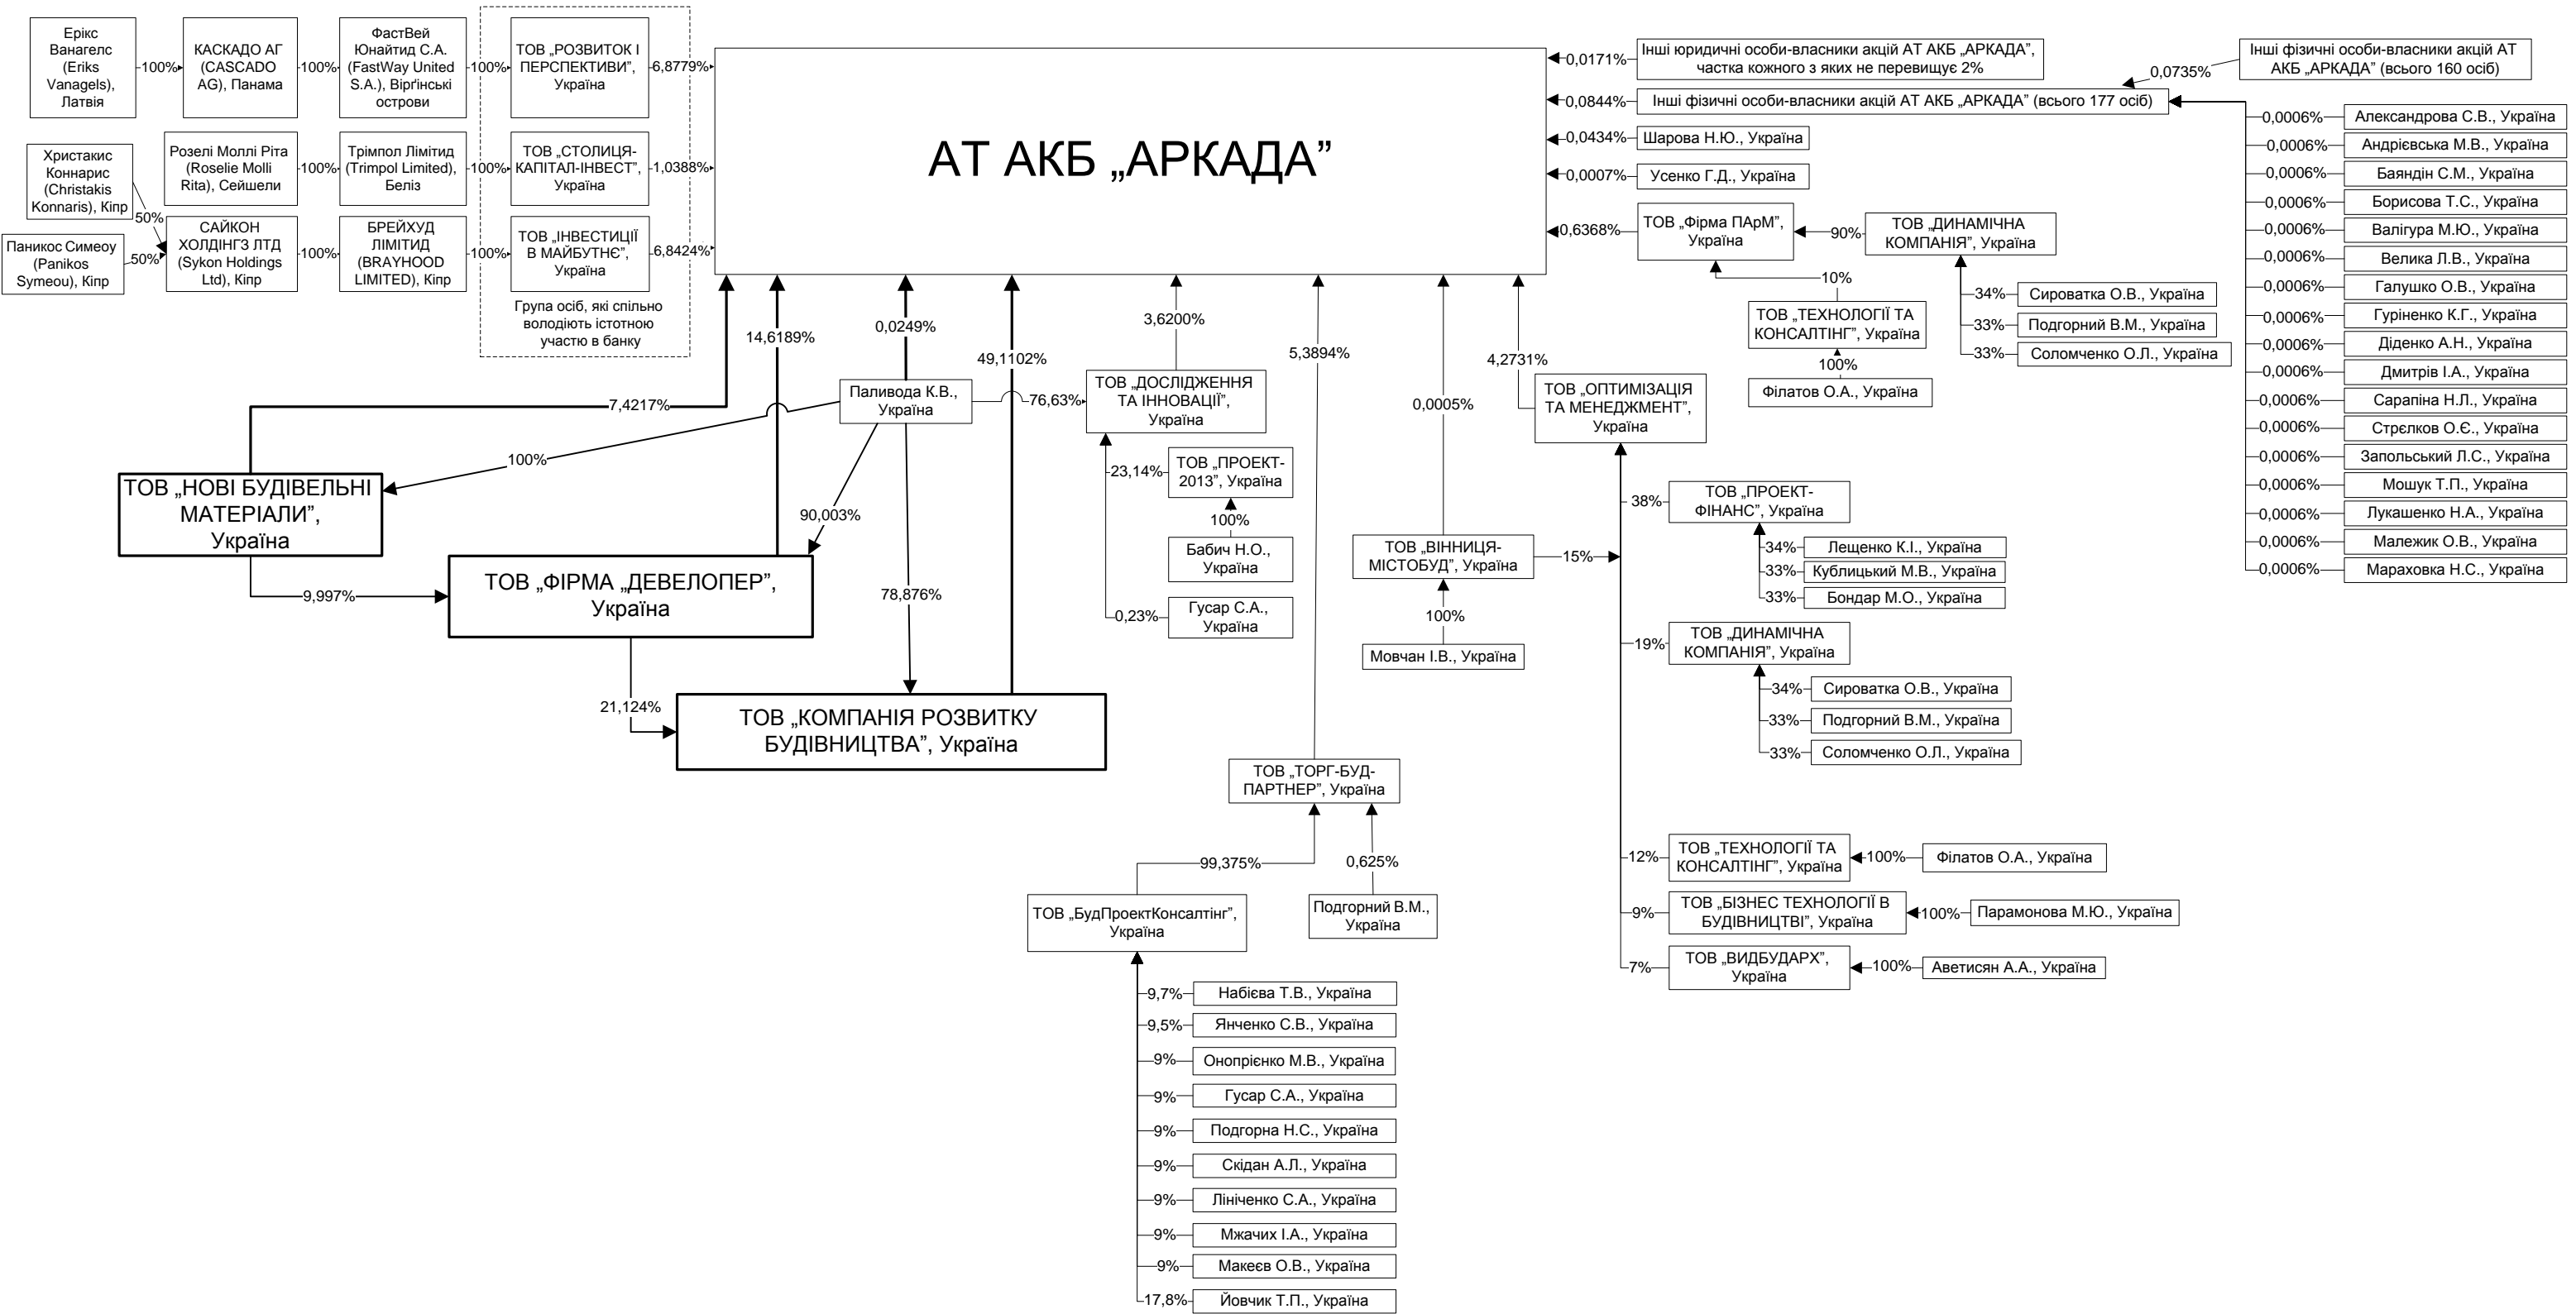 Ерікс
Ванагелс
(Eriks
Vanagels),
Латвія
100%
КАСКАДО АГ
(CASCADO
AG), Панама
100%
ФастВей
Юнайтид С.А.
(FastWay United
S.A.), Віргінські
острови
100%
ТОВ „РОЗВИТОК І
ПЕРСПЕКТИВИ”,
Україна
6,8779%
Христакис
Коннарис
(Christakis
Konnaris), Кіпр
50%
Розелі Моллі Ріта
(Roselie Molli
Rita), Сейшели
100%
Трімпол Лімітид
(Trimpol Limited),
Беліз
100%
ТОВ „СТОЛИЦЯ-
КАПІТАЛ-ІНВЕСТ”,
Україна
1,0388%
Паникос Симеоу
(Panikos
Symeou), Кіпр
50%
САЙКОН
ХОЛДІНГЗ ЛТД
(Sykon Holdings
Ltd), Кіпр
100%
БРЕЙХУД
ЛІМІТИД
(BRAYHOOD
LIMITED), Кіпр
100%
ТОВ „ІНВЕСТИЦІЇ
В МАЙБУТНЄ”,
Україна
6,8424%
Група осіб, які спільно
володіють істотною
участю в банку
АТ АКБ „АРКАДА”
0,0171%
Інші юридичні особи-власники акцій АТ АКБ „АРКАДА”,
частка кожного з яких не перевищує 2%
0,0735%
Інші фізичні особи-власники акцій АТ
АКБ „АРКАДА” (всього 160 осіб)
0,0844%
Інші фізичні особи-власники акцій АТ АКБ „АРКАДА” (всього 177 осіб)
0,0434%
Шарова Н.Ю., Україна
0,0007%
Усенко Г.Д., Україна
0,6368%
ТОВ „Фірма ПАрМ”,
Україна
90%
ТОВ „ДИНАМІЧНА
КОМПАНІЯ”, Україна
10%
ТОВ „ТЕХНОЛОГІЇ ТА
КОНСАЛТІНГ”, Україна
100%
Філатов О.А., Україна
34%
Сироватка О.В., Україна
33%
Подгорний В.М., Україна
33%
Соломченко О.Л., Україна
0,0006%
Александрова С.В., Україна
0,0006%
Андрієвська М.В., Україна
0,0006%
Баяндін С.М., Україна
0,0006%
Борисова Т.С., Україна
0,0006%
Валігура М.Ю., Україна
0,0006%
Велика Л.В., Україна
0,0006%
Галушко О.В., Україна
0,0006%
Гуріненко К.Г., Україна
0,0006%
Діденко А.Н., Україна
0,0006%
Дмитрів І.А., Україна
0,0006%
Сарапіна Н.Л., Україна
0,0006%
Стрєлков О.Є., Україна
0,0006%
Запольський Л.С., Україна
0,0006%
Мошук Т.П., Україна
0,0006%
Лукашенко Н.А., Україна
0,0006%
Малежик О.В., Україна
0,0006%
Мараховка Н.С., Україна
14,6189%
0,0249%
49,1102%
3,6200%
5,3894%
0,0005%
4,2731%
7,4217%
Паливода К.В.,
Україна
76,63%
ТОВ „ДОСЛІДЖЕННЯ
ТА ІННОВАЦІЇ”,
Україна
23,14%
ТОВ „ПРОЕКТ-
2013”, Україна
100%
Бабич Н.О.,
Україна
0,23%
Гусар С.А.,
Україна
100%
ТОВ „НОВІ БУДІВЕЛЬНІ
МАТЕРІАЛИ”,
Україна
90,003%
9,997%
ТОВ „ФІРМА „ДЕВЕЛОПЕР”,
Україна
78,876%
21,124%
ТОВ „КОМПАНІЯ РОЗВИТКУ
БУДІВНИЦТВА”, Україна
ТОВ „ВІННИЦЯ-
МІСТОБУД”, Україна
15%
100%
Мовчан І.В., Україна
ТОВ „ОПТИМІЗАЦІЯ
ТА МЕНЕДЖМЕНТ”,
Україна
38%
ТОВ „ПРОЕКТ-
ФІНАНС”, Україна
34%
Лещенко К.І., Україна
33%
Кублицький М.В., Україна
33%
Бондар М.О., Україна
19%
ТОВ „ДИНАМІЧНА
КОМПАНІЯ”, Україна
34%
Сироватка О.В., Україна
33%
Подгорний В.М., Україна
33%
Соломченко О.Л., Україна
12%
ТОВ „ТЕХНОЛОГІЇ ТА
КОНСАЛТІНГ”, Україна
100%
Філатов О.А., Україна
9%
ТОВ „БІЗНЕС ТЕХНОЛОГІЇ В
БУДІВНИЦТВІ”, Україна
100%
Парамонова М.Ю., Україна
7%
ТОВ „ВИДБУДАРХ”,
Україна
100%
Аветисян А.А., Україна
ТОВ „ТОРГ-БУД-
ПАРТНЕР”, Україна
99,375%
0,625%
ТОВ „БудПроектКонсалтінг”,
Україна
Подгорний В.М.,
Україна
9,7%
Набієва Т.В., Україна
9,5%
Янченко С.В., Україна
9%
Онопрієнко М.В., Україна
9%
Гусар С.А., Україна
9%
Подгорна Н.С., Україна
9%
Скідан А.Л., Україна
9%
Лініченко С.А., Україна
9%
Мжачих І.А., Україна
9%
Макеєв О.В., Україна
17,8%
Йовчик Т.П., Україна